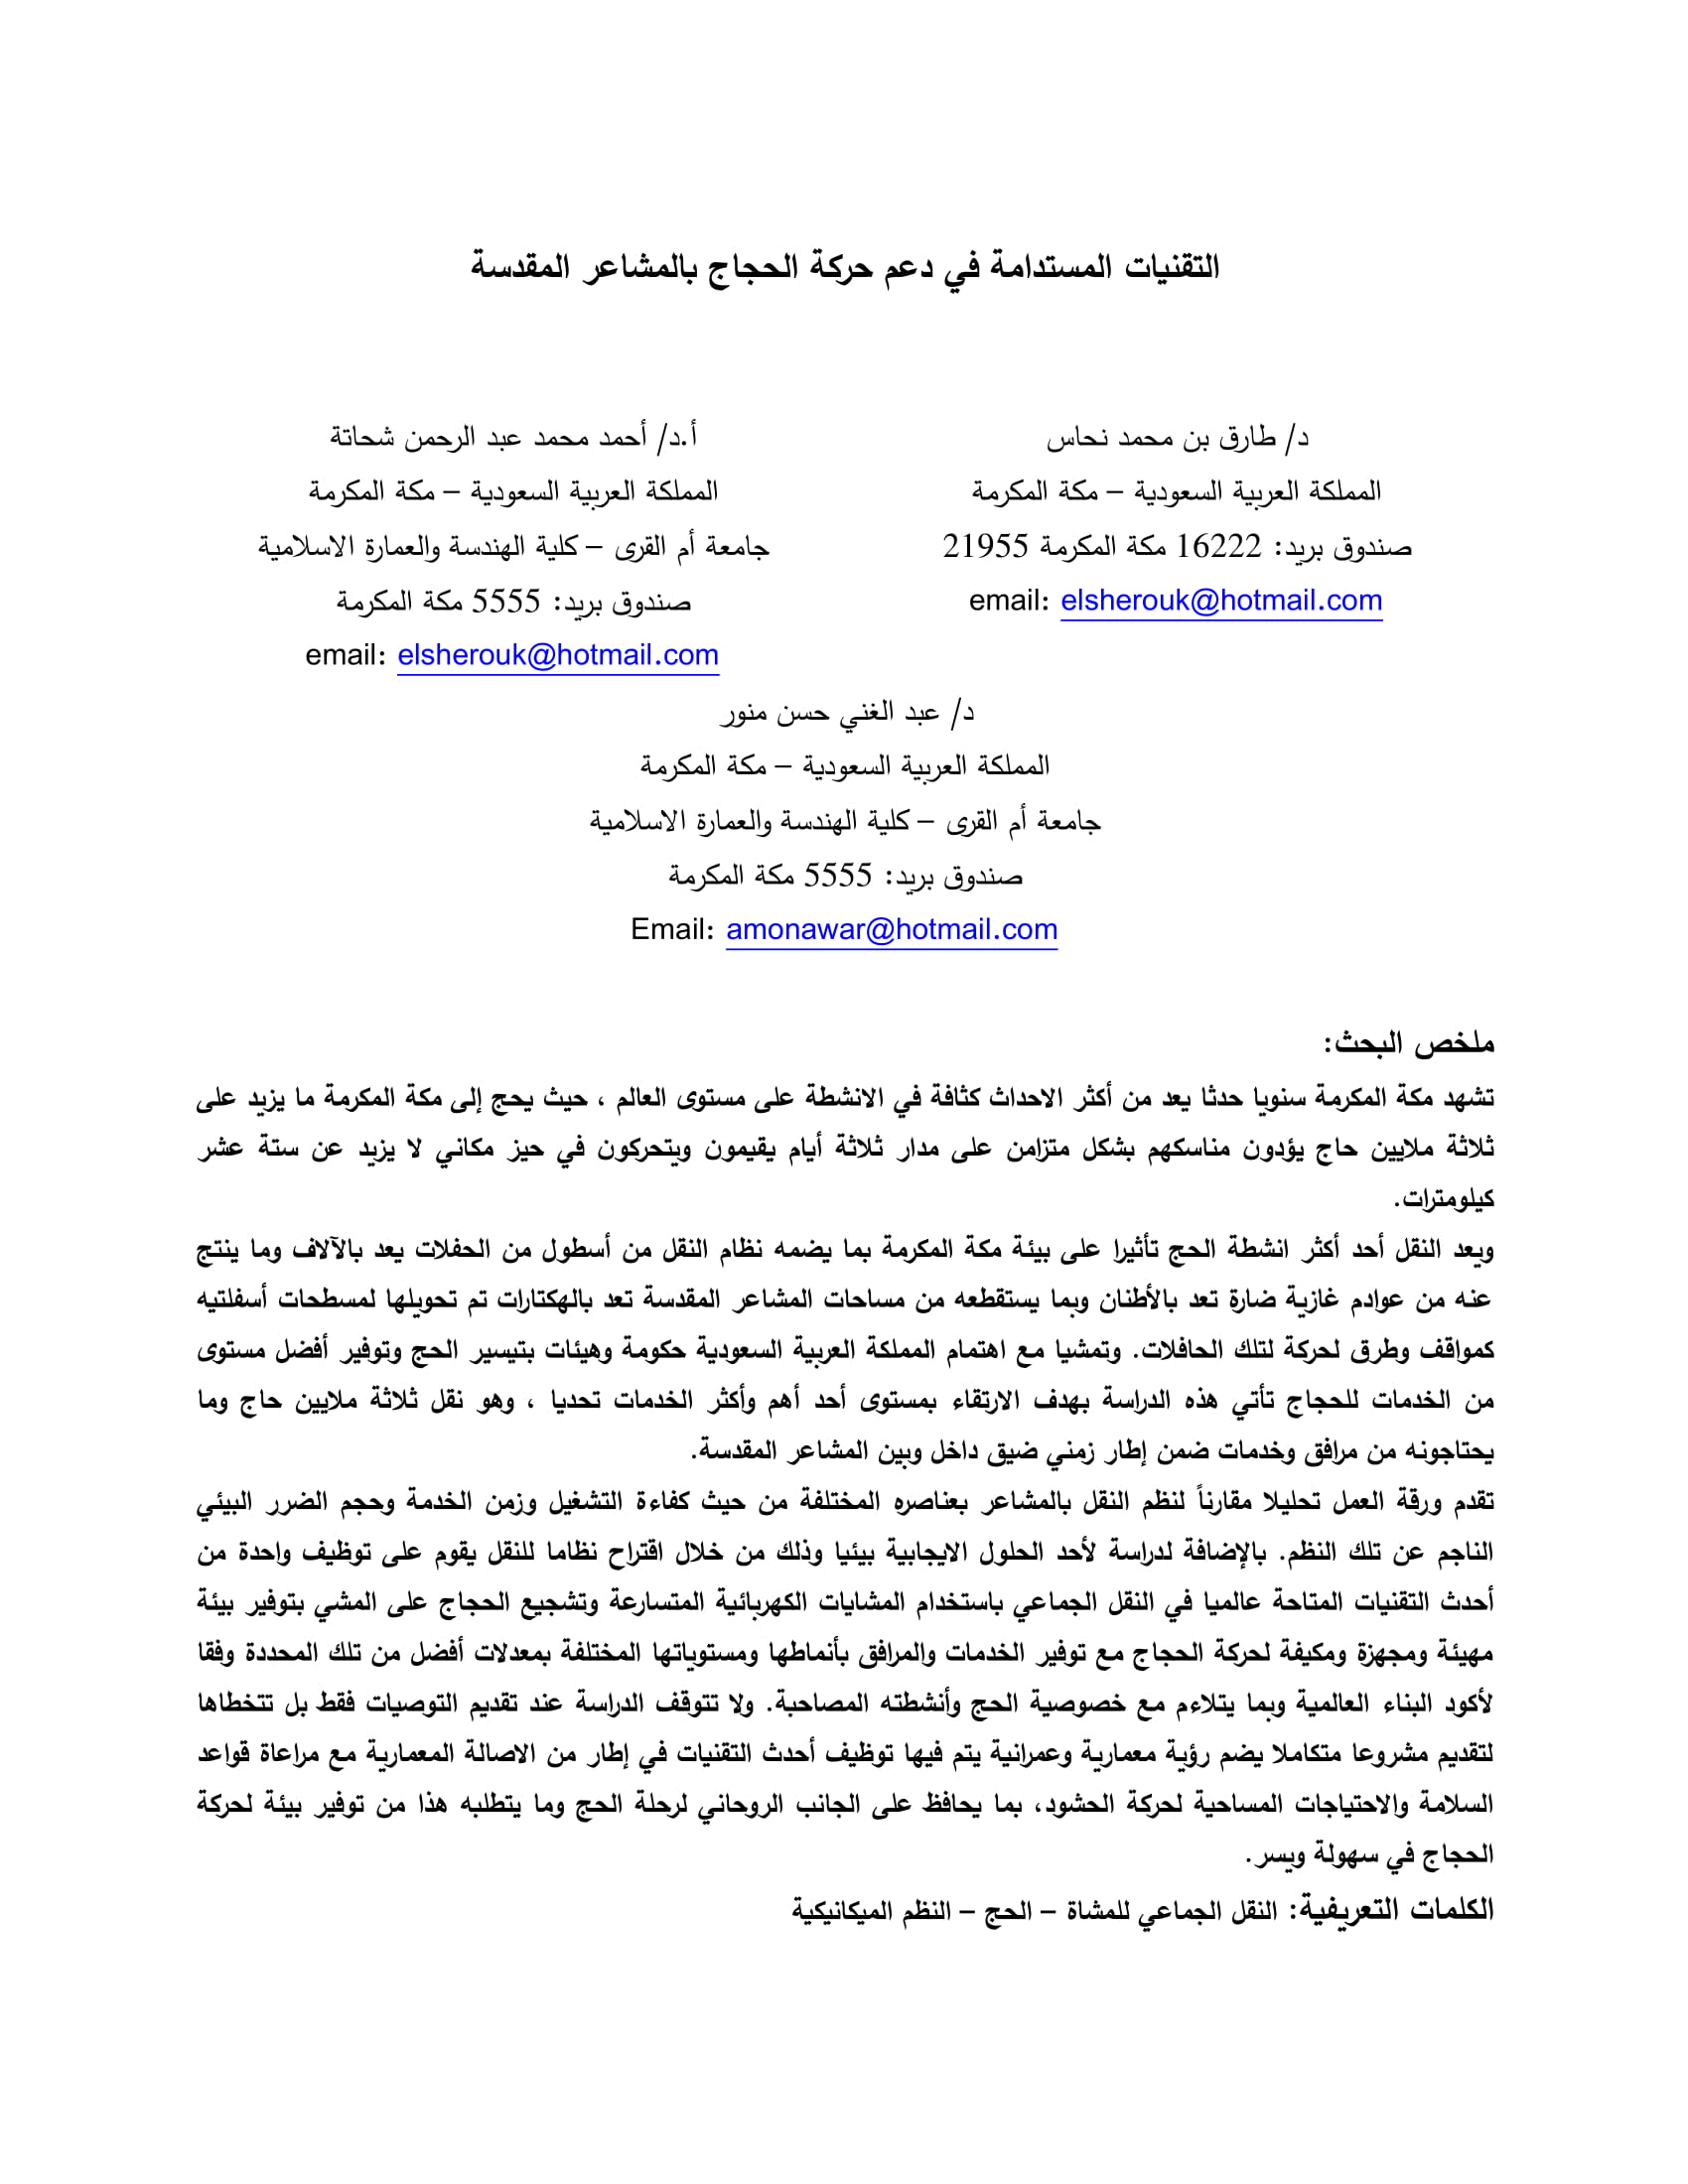 التقنيات المستدامة في دعم حركة الحجاج بالمشاعر المقدسة
د/ طارق بن محمد نحاس
المملكة العربية السعودية – مكة المكرمة
صندوق بريد: 16222 مكة المكرمة 21955
email: elsherouk@hotmail.com
أ.د/ أحمد محمد عبد الرحمن شحاتة
المملكة العربية السعودية – مكة المكرمة
جامعة أم القرى – كلية الهندسة والعمارة الاسلامية
صندوق بريد: 5555 مكة المكرمة
email: elsherouk@hotmail.com
د/ عبد الغني حسن منور
المملكة العربية السعودية – مكة المكرمة
جامعة أم القرى – كلية الهندسة والعمارة الاسلامية
صندوق بريد: 5555 مكة المكرمة
Email: amonawar@hotmail.com
ملخص البحث:
تشهد مكة المكرمة سنويا حدثا يعد من أكثر الاحداث كثافة في الانشطة على مستوى العالم ، حيث يحج إلى مكة المكرمة ما يزيد على
ثلاثة ملايين حاج يؤدون مناسكهم بشكل متزامن على مدار ثلاثة أيام يقيمون ويتحركون في حيز مكاني لا يزيد عن ستة عشر
كيلومترات.
ويعد النقل أحد أكثر انشطة الحج تأثيرا على بيئة مكة المكرمة بما يضمه نظام النقل من أسطول من الحفلات يعد بالآلاف وما ينتج
عنه من عوادم غازية ضارة تعد بالأطنان وبما يستقطعه من مساحات المشاعر المقدسة تعد بالهكتارات تم تحويلها لمسطحات أسفلتيه
كمواقف وطرق لحركة لتلك الحافلات. وتمشيا مع اهتمام المملكة العربية السعودية حكومة وهيئات بتيسير الحج وتوفير أفضل مستوى
من الخدمات للحجاج تأتي هذه الدراسة بهدف الارتقاء بمستوى أحد أهم وأكثر الخدمات تحديا ، وهو نقل ثلاثة ملايين حاج وما
يحتاجونه من مرافق وخدمات ضمن إطار زمني ضيق داخل وبين المشاعر المقدسة.
تقدم ورقة العمل تحليلا مقارناً لنظم النقل بالمشاعر بعناصره المختلفة من حيث كفاءة التشغيل وزمن الخدمة وحجم الضرر البيئي
الناجم عن تلك النظم. بالإضافة لدراسة لأحد الحلول الايجابية بيئيا وذلك من خلال اقتراح نظاما للنقل يقوم على توظيف واحدة من
أحدث التقنيات المتاحة عالميا في النقل الجماعي باستخدام المشايات الكهربائية المتسارعة وتشجيع الحجاج على المشي بتوفير بيئة
مهيئة ومجهزة ومكيفة لحركة الحجاج مع توفير الخدمات والمرافق بأنماطها ومستوياتها المختلفة بمعدلات أفضل من تلك المحددة وفقا
لأكود البناء العالمية وبما يتلاءم مع خصوصية الحج وأنشطته المصاحبة. ولا تتوقف الدراسة عند تقديم التوصيات فقط بل تتخطاها
لتقديم مشروعا متكاملا يضم رؤية معمارية وعمرانية يتم فيها توظيف أحدث التقنيات في إطار من الاصالة المعمارية مع مراعاة قواعد
السلامة والاحتياجات المساحية لحركة الحشود، بما يحافظ على الجانب الروحاني لرحلة الحج وما يتطلبه هذا من توفير بيئة لحركة
الحجاج في سهولة ويسر.
الكلمات التعريفية: النقل الجماعي للمشاة – الحج – النظم الميكانيكية